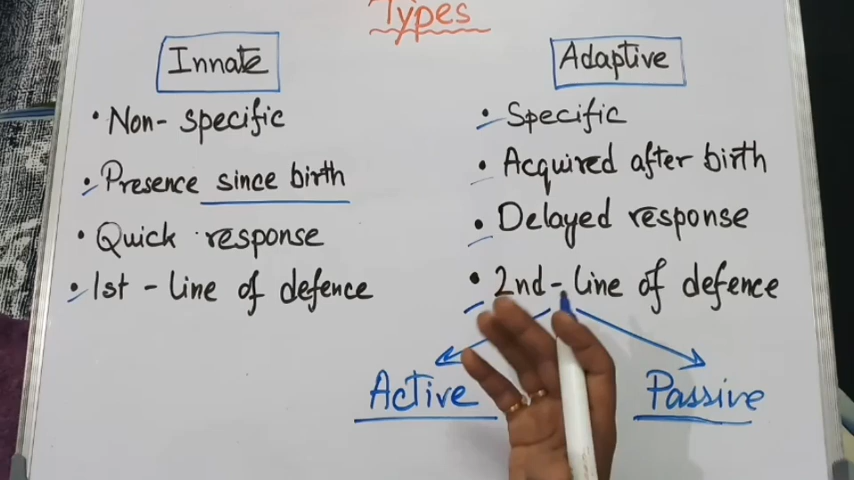 Types
Innate
• Non-specific
• Presence since birth
• Quick response
• 1st-line of defence
Adaptive
• Specific
• Acquired after birth
• Delayed response
• 2nd-line of defence
Active
Passive